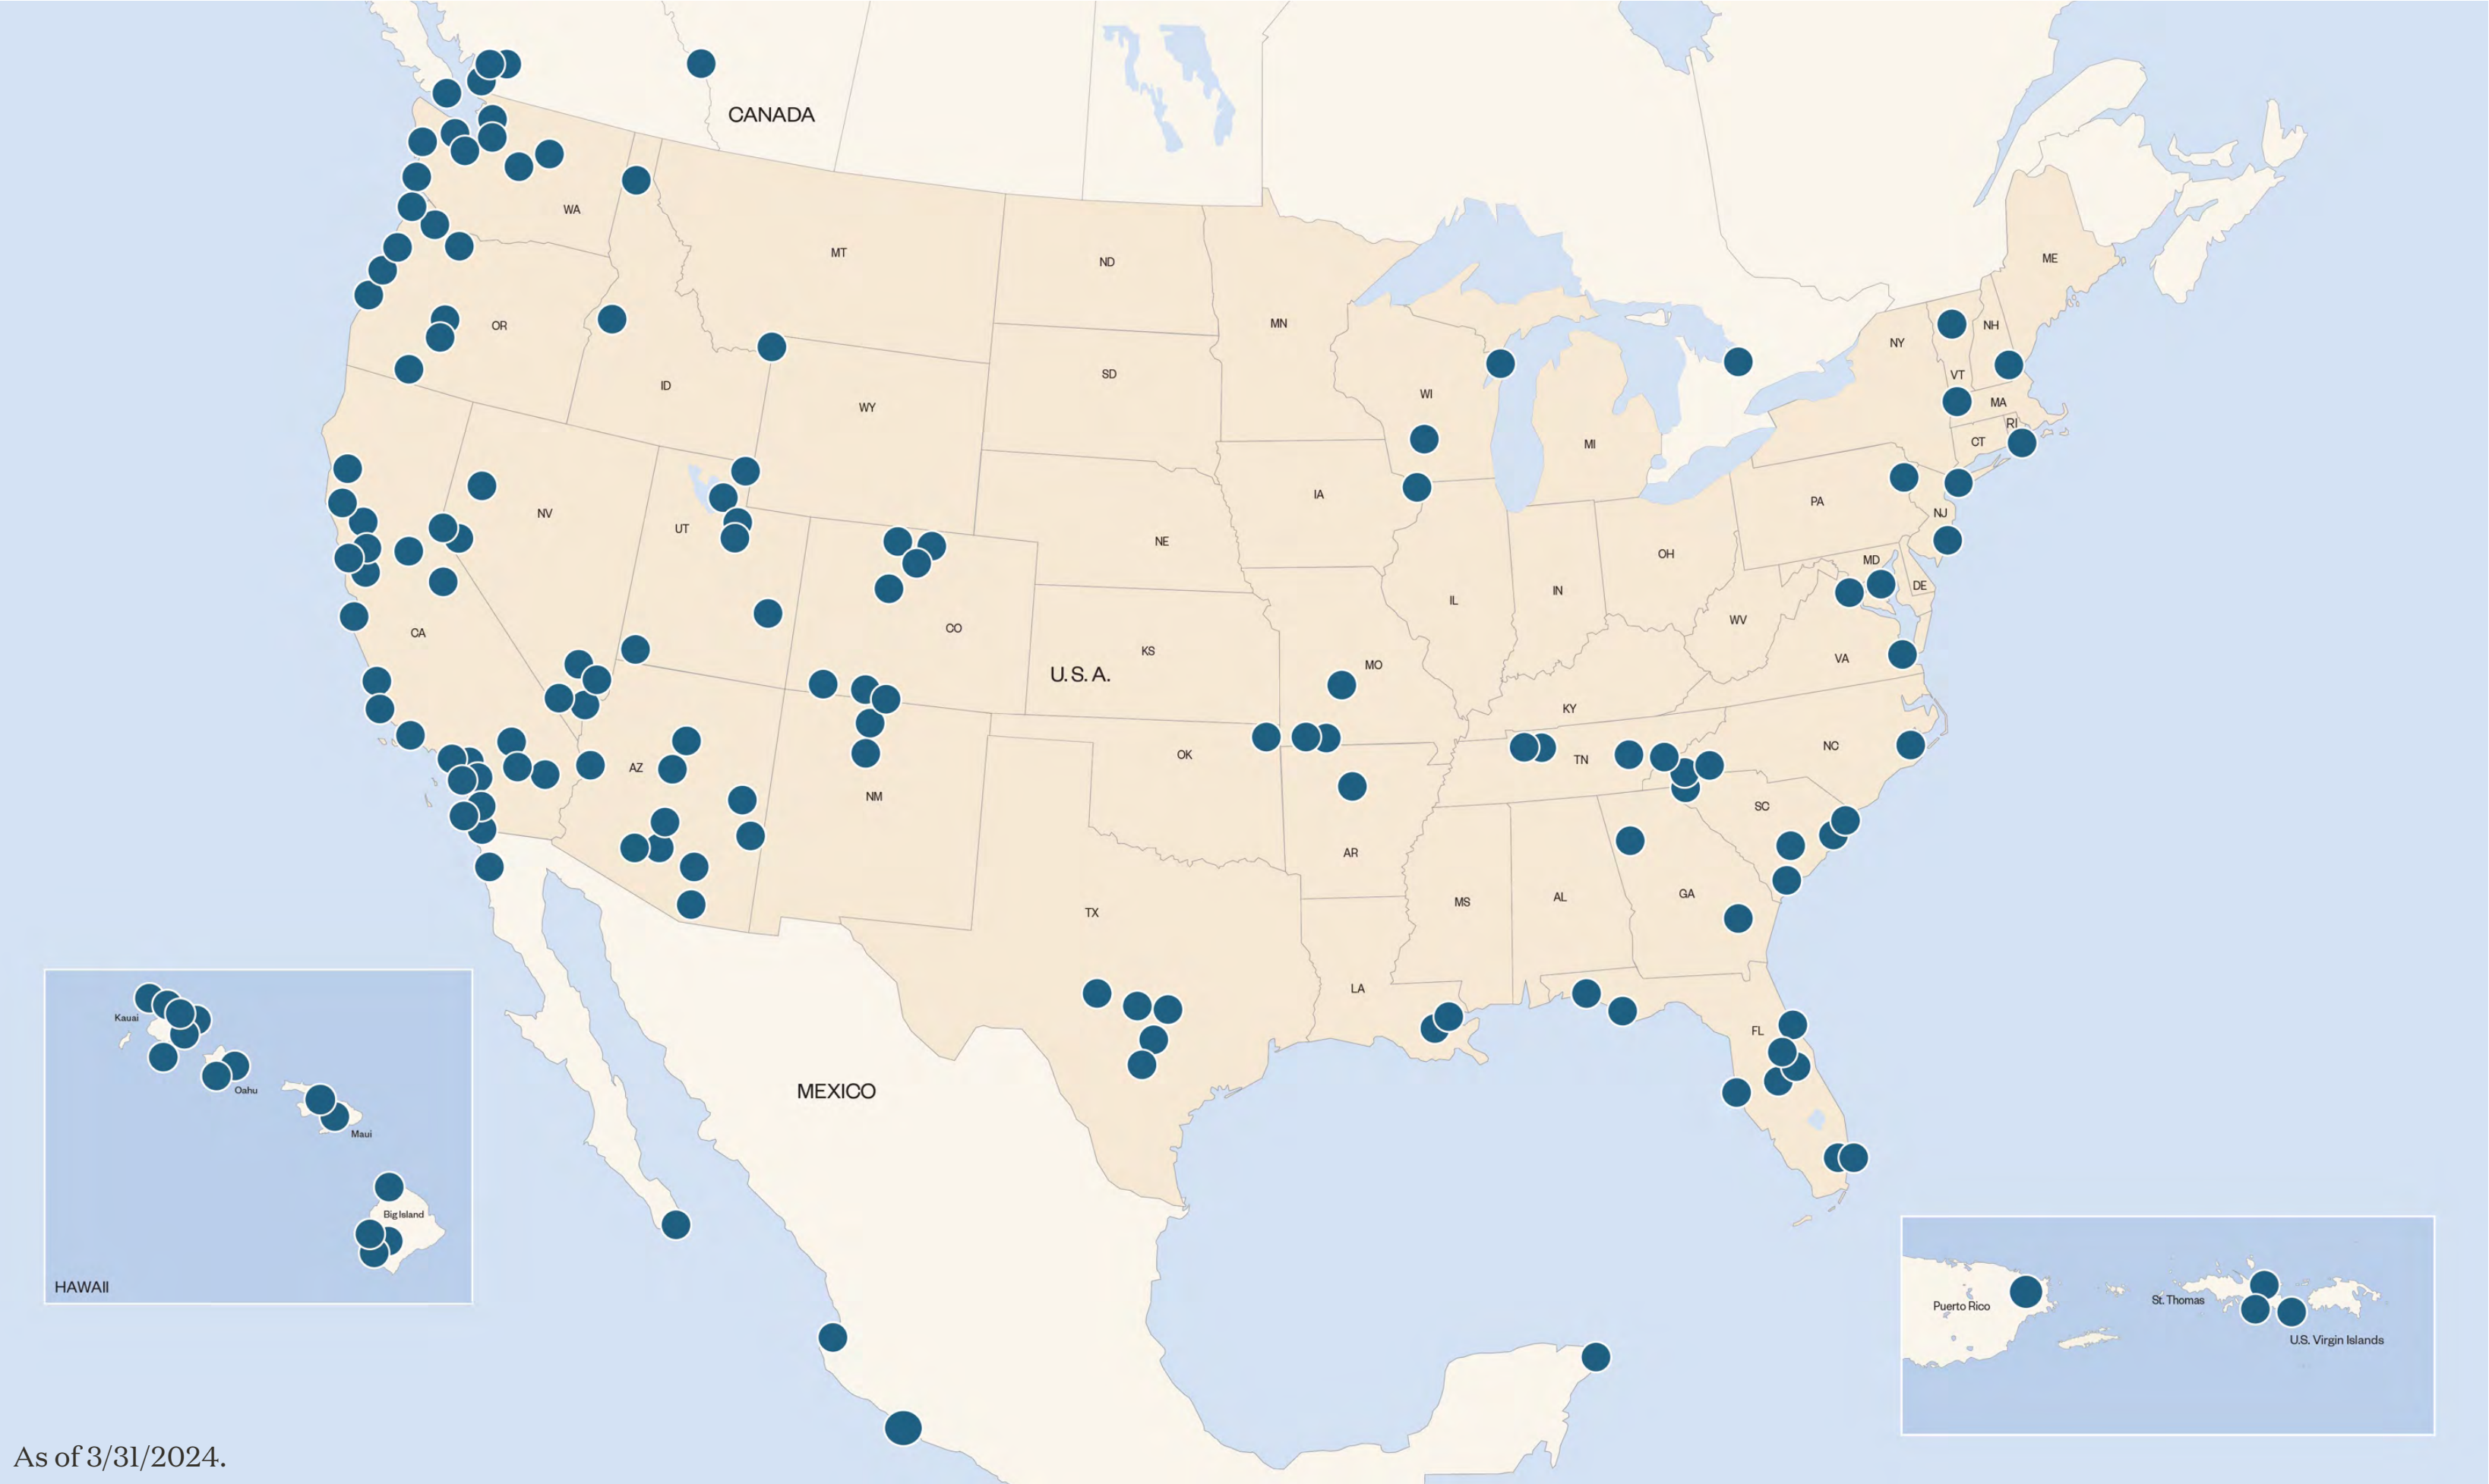 CANADA
WA
MT
ND
ME
MN
OR
NH
NY
SD
VT
ID
WI
MA
WY
RI
CT
MI
IA
PA
NV
NJ
UT
NE
OH
MD
DE
IN
IL
WV
CO
CA
KS
VA
MO
U.S.A.
KY
NC
OK
TN
AZ
NM
SC
AR
GA
AL
MS
TX
LA
FL
Kauai
Oahu
Maui
Big Island
HAWAII
MEXICO
St. Thomas
Puerto Rico
U.S. Virgin Islands
As of 3/31/2024.